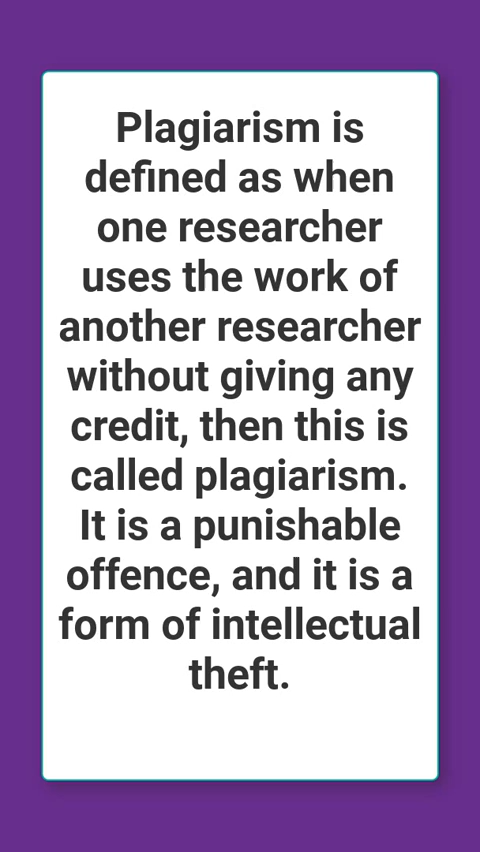 Plagiarism is
defined as when
one researcher
uses the work of
another researcher
without giving any
credit, then this is
called plagiarism.
It is a punishable
offence, and it is a
form of intellectual
theft.